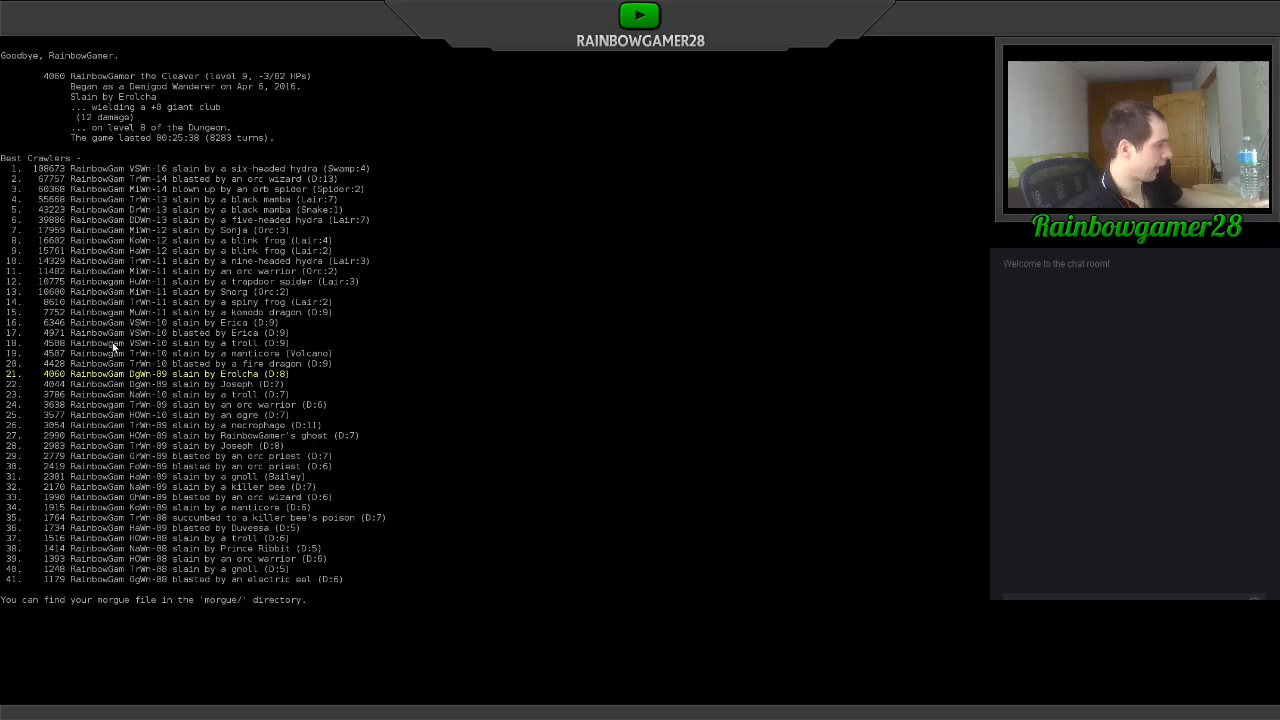 RAINBOWGAMER28
Goodbye, RainbowGamer.
4060 RainbowGamer the Cleaver (level 9, -3/82 HPs)
Began as a Demigod Wanderer on Apr 6, 2016.
Slain by Erolcha
... wielding a +0 giant club
(12 damage)
... on level 8 of the Dungeon.
The game lasted 00:25:38 (8283 turns).
Best Crawlers -
1. 108673 RainbowGam VSWn-16 slain by a six-headed hydra (Swamp:4)
2. 67757 RainbowGam TrWn-14 blasted by an orc wizard (D:13)
3. 60368 RainbowGam MiWn-14 blown up by an orb spider (Spider:2)
4. 55668 RainbowGam TrWn-13 slain by a black mamba (Lair:7)
5. 43223 RainbowGam DrWn-13 slain by a black mamba (Snake:1)
6. 39886 RainbowGam DDWn-13 slain by a five-headed hydra (Lair:7)
7. 17959 RainbowGam MiWn-12 slain by Sonja (Orc:3)
8. 16682 RainbowGam KoWn-12 slain by a blink frog (Lair:4)
9. 15761 RainbowGam HaWn-12 slain by a blink frog (Lair:2)
10. 14329 RainbowGam TrWn-11 slain by a nine-headed hydra (Lair:3)
11. 11482 RainbowGam MiWn-11 slain by an orc warrior (Orc:2)
12. 10775 Rainbowgam HuWn-11 slain by a trapdoor spider (Lair:3)
13. 10600 RainbowGam MiWn-11 slain by Snorg (Orc:2)
14. 8610 RainbowGam TrWn-11 slain by a spiny frog (Lair:2)
15. 7752 RainbowGam MuWn-11 slain by a komodo dragon (D:9)
16. 6346 RainbowGam VSWn-10 slain by Erica (D:9)
17. 4971 RainbowGam VSWn-10 blasted by Erica (D:9)
18. 4508 Rainbowgam VSWn-10 slain by a troll (D:9)
19. 4507 Rainbowgam TrWn-10 slain by a manticore (Volcano)
20. 4428 RainbowGam TrWn-10 blasted by a fire dragon (D:9)
21. 4060 RainbowGam DgWn-09 slain by Erolcha (D:8)
22. 4044 RainbowGam DgWn-09 slain by Joseph (D:7)
23. 3786 RainbowGam NaWn-10 slain by a troll (D:7)
24. 3638 Rainbowgam TrWn-09 slain by an orc warrior (D:6)
25. 3577 RainbowGam HOWn-10 slain by an ogre (D:7)
26. 3054 RainbowGam TrWn-09 slain by a necrophage (D:11)
27. 2990 RainbowGam HOWn-09 slain by RainbowGamer's ghost (D:7)
28. 2983 RainbowGam TrWn-09 slain by Joseph (D:8)
29. 2779 RainbowGam GrWn-09 blasted by an orc priest (D:7)
30. 2419 RainbowGam FoWn-09 blasted by an orc priest (D:6)
31. 2301 RainbowGam HaWn-09 slain by a gnoll (Bailey)
32. 2170 RainbowGam NaWn-09 slain by a killer bee (D:7)
33. 1990 RainbowGam GhWn-09 blasted by an orc wizard (D:6)
34. 1915 RainbowGam KoWn-09 slain by a manticore (D:6)
35. 1764 RainbowGam TrWn-08 succumbed to a killer bee's poison (D:7)
36. 1734 RainbowGam HaWn-09 blasted by Duvessa (D:5)
37. 1516 RainbowGam HOWn-08 slain by a troll (D:6)
38. 1414 RainbowGam NaWn-08 slain by Prince Ribbit (D:5)
39. 1393 RainbowGam HOWn-08 slain by an orc warrior (D:6)
40. 1248 RainbowGam TrWn-08 slain by a gnoll (D:5)
41. 1179 RainbowGam OgWn-08 blasted by an electric eel (D:6)
You can find your morgue file in the 'morgue/' directory.
Rainbowgamer28
Welcome to the chat room!